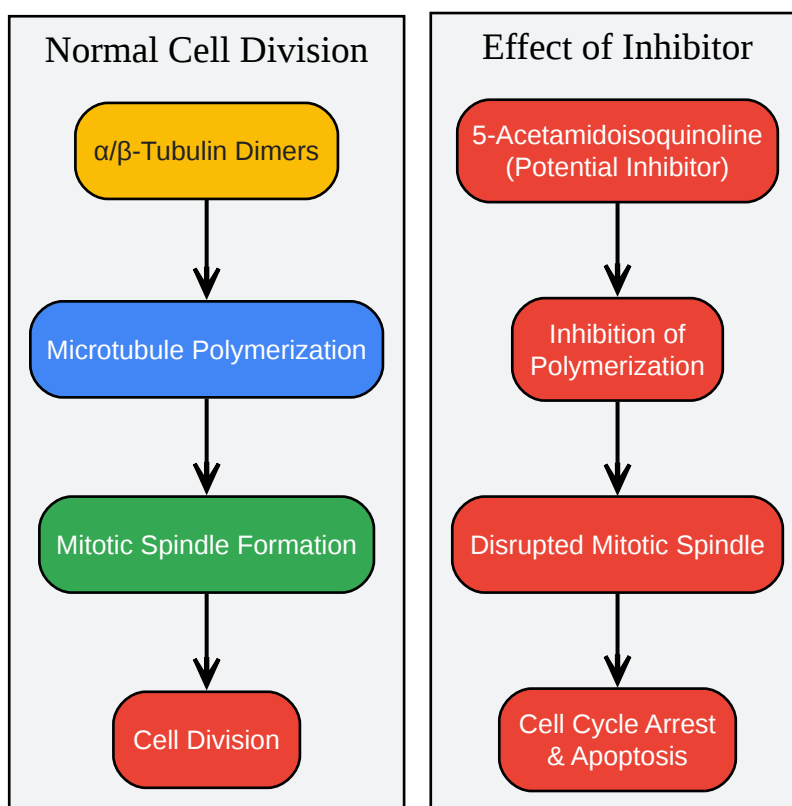 Normal Cell Division
α/β-Tubulin Dimers
Microtubule Polymerization
Mitotic Spindle Formation
Cell Division
Effect of Inhibitor
5-Acetamidoisoquinoline
(Potential Inhibitor)
Inhibition of
Polymerization
Disrupted Mitotic Spindle
Cell Cycle Arrest
& Apoptosis